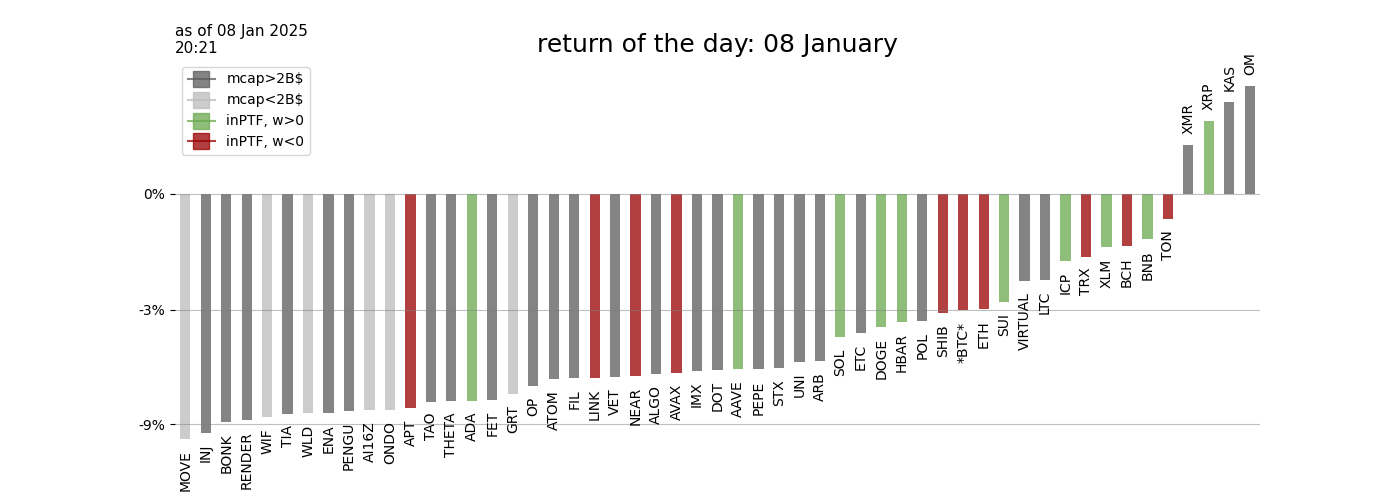 as of 08 Jan 2025
20:21
return of the day: 08 January
mcap>2B$
mcap<2B$
inPTF, w>0
inPTF, w<0
0%
-3%
-9%
MOVE
INJ
BONK
RENDER
WIF
TIA
WLD
ENA
PENGU
AI16Z
ONDO
APT
TAO
THETA
ADA
FET
GRT
OP
ATOM
FIL
LINK
VET
NEAR
ALGO
AVAX
IMX
DOT
AAVE
PEPE
STX
UNI
ARB
SOL
ETC
DOGE
HBAR
POL
SHIB
*BTC*
ETH
SUI
VIRTUAL
LTC
ICP
TRX
XLM
BCH
BNB
TON
XMR
XRP
KAS
OM